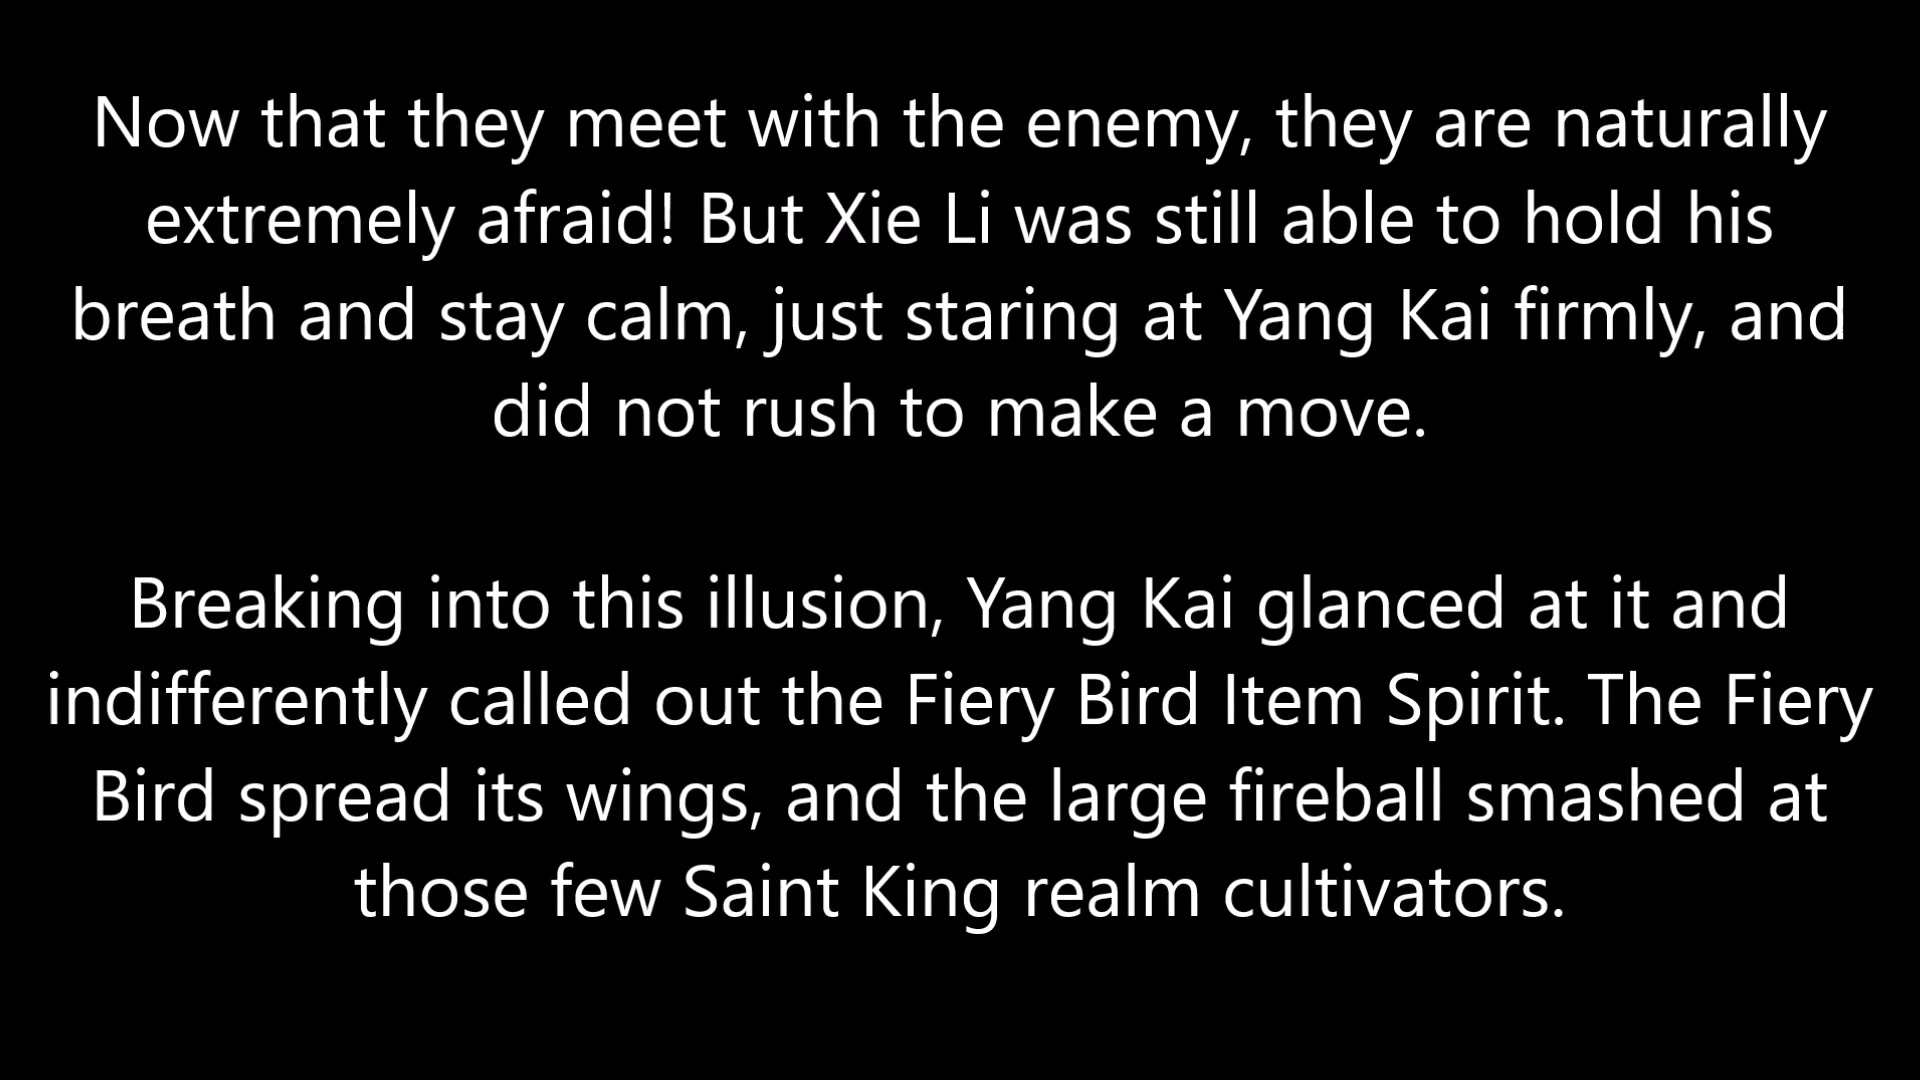 Now that they meet with the enemy, they are naturally
extremely afraid! But Xie Li was still able to hold his
breath and stay calm, just staring at Yang Kai firmly, and
did not rush to make a move.
Breaking into this illusion, Yang Kai glanced at it and
indifferently called out the Fiery Bird Item Spirit. The Fiery
Bird spread its wings, and the large fireball smashed at
those few Saint King realm cultivators.